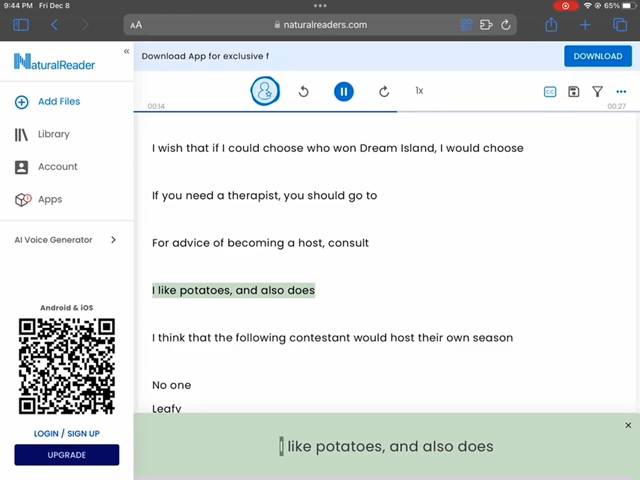 9:44 PM Fri Dec 8
65%
AA
naturalreaders.com
NaturalReader
Download App for exclusive f
DOWNLOAD
Add Files
1x
CC
00:14
00:27
Library
Account
Apps
AI Voice Generator
I wish that if I could choose who won Dream Island, I would choose
If you need a therapist, you should go to
For advice of becoming a host, consult
I like potatoes, and also does
I think that the following contestant would host their own season
No one
Leafy
Android & iOS
LOGIN / SIGN UP
UPGRADE
I like potatoes, and also does